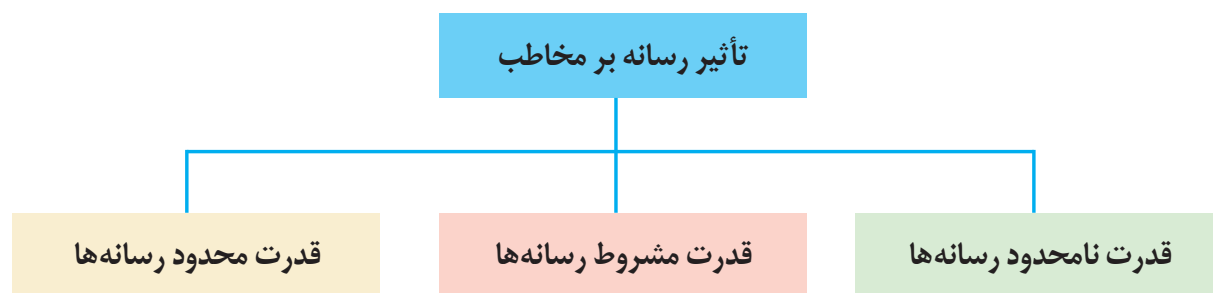 تأثیر رسانه بر مخاطب
قدرت نامحدود رسانه‌ها
قدرت مشروط رسانه‌ها
قدرت محدود رسانه‌ها